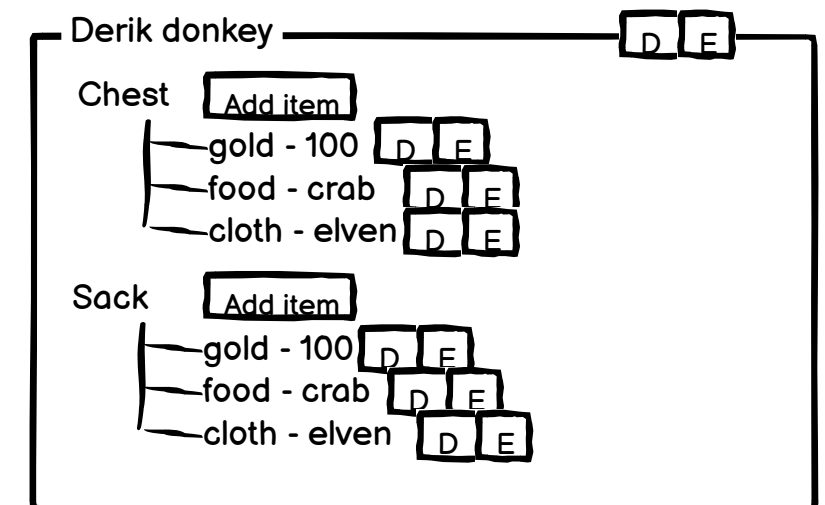 Derik donkey D E
Chest Add item
gold - 100 D E
food - crab D E
cloth - elven D E
Sack Add item
gold - 100 D E
food - crab D E
cloth - elven D E